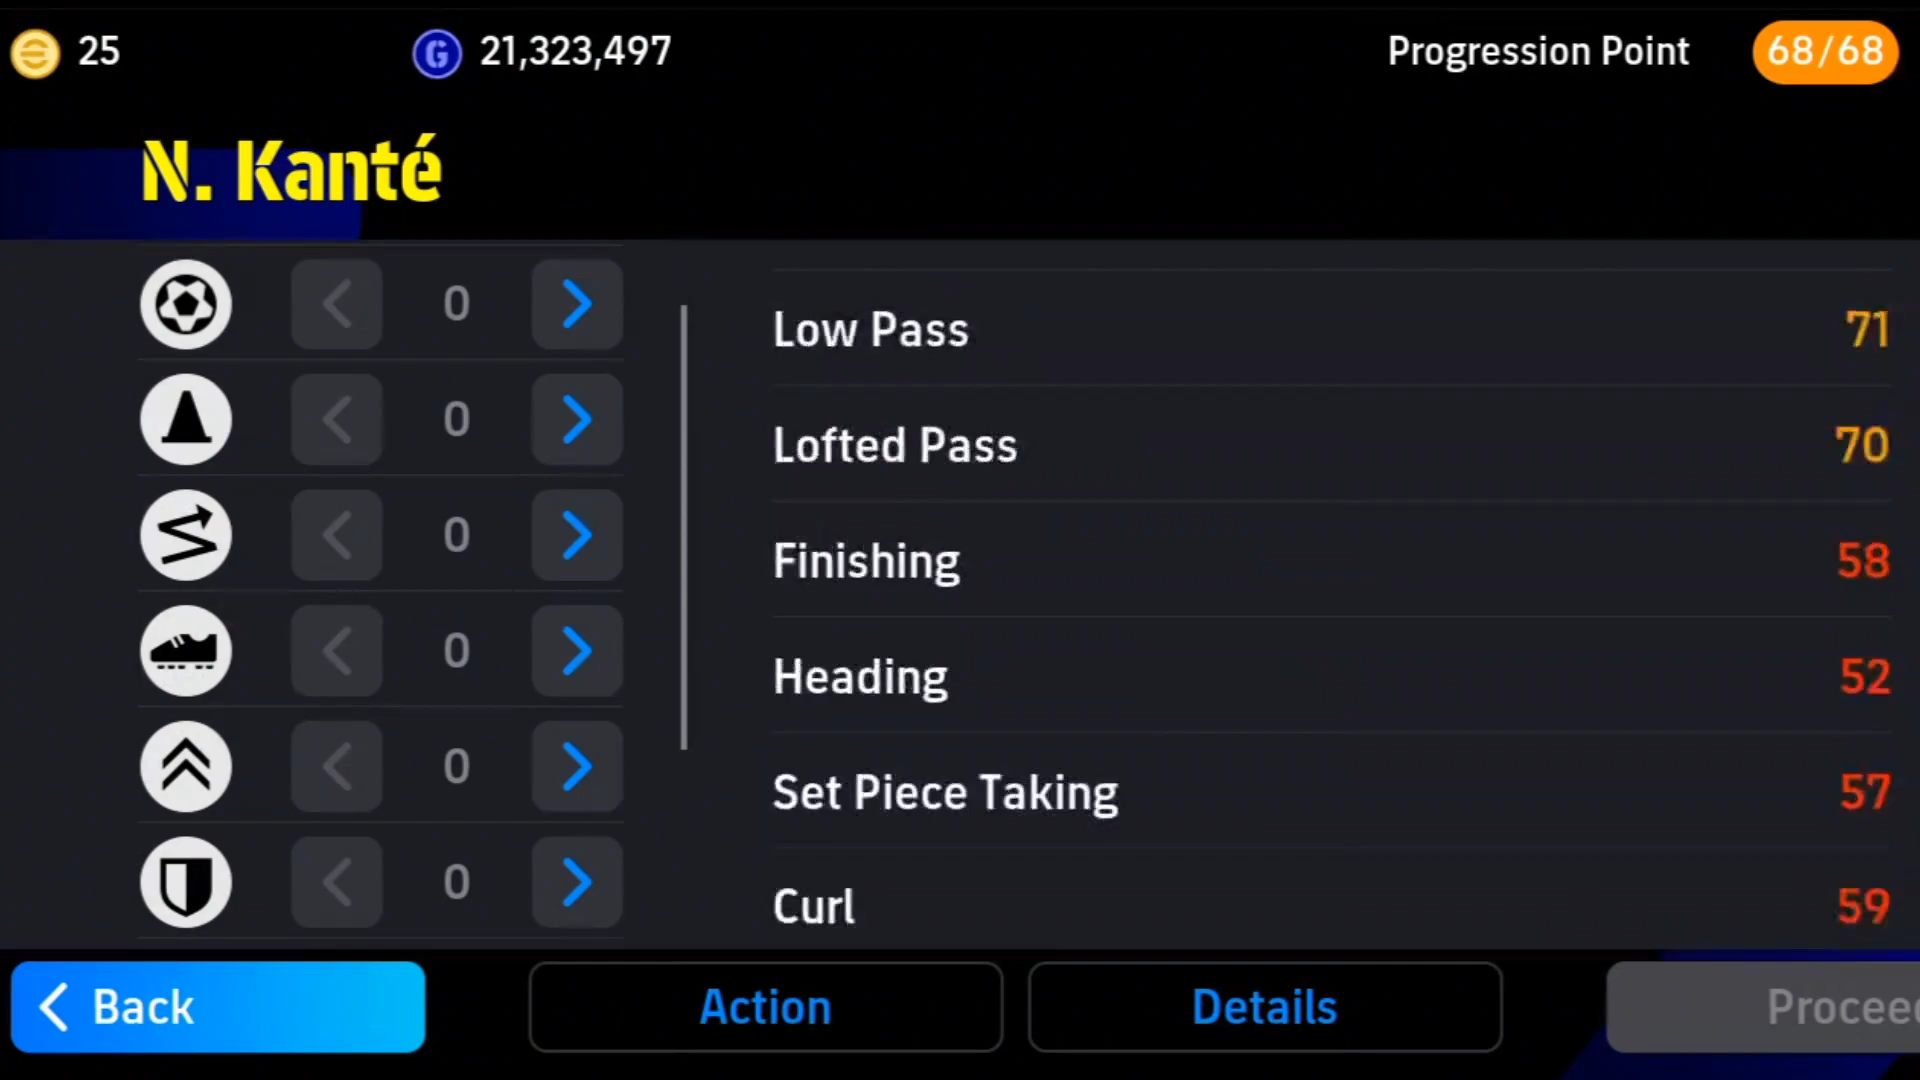 25
21,323,497
Progression Point
68/68
N. Kanté
0
Low Pass
71
0
Lofted Pass
70
0
Finishing
58
0
Heading
52
0
Set Piece Taking
57
0
Curl
59
Back
Action
Details
Proceed